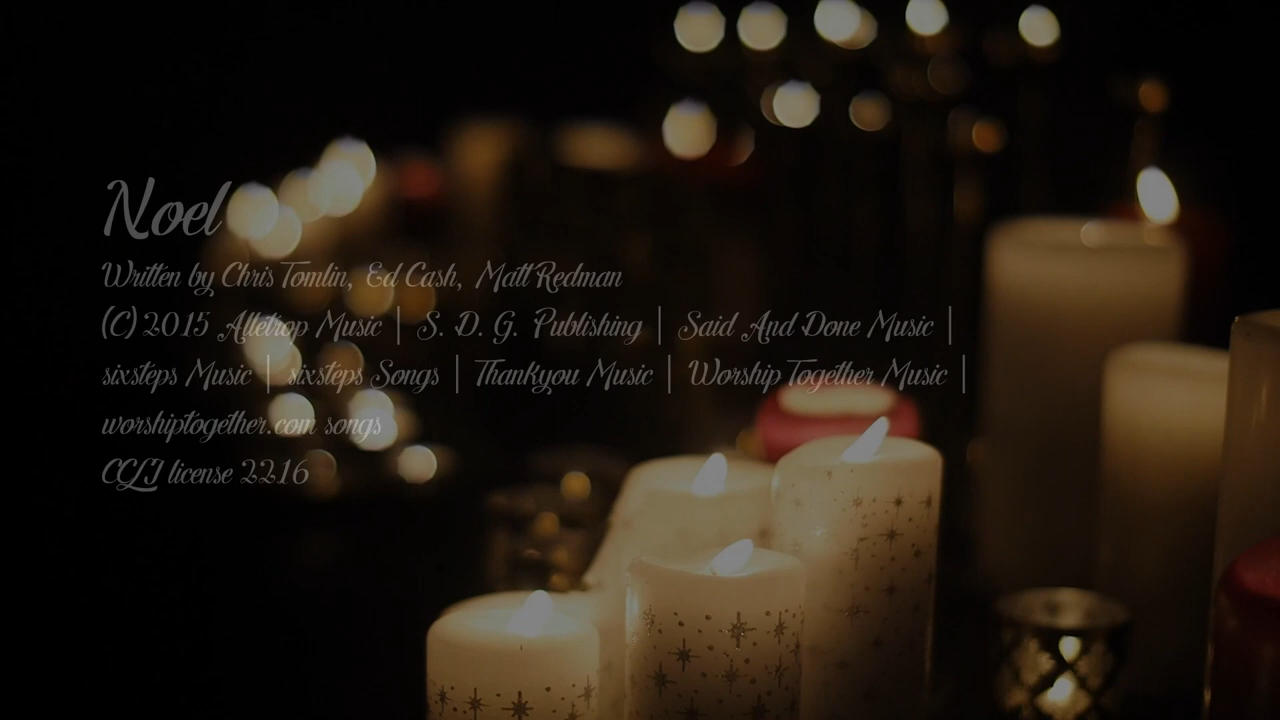 Noel
Written by Chris Tomlin, Ed Cash, Matt Redman
(C) 2015 Alletrop Music | S. D. G. Publishing | Said And Done Music |
sixsteps Music | sixsteps Songs | Thankyou Music | Worship Together Music |
worshiptogether.com songs
CCLI license 2216